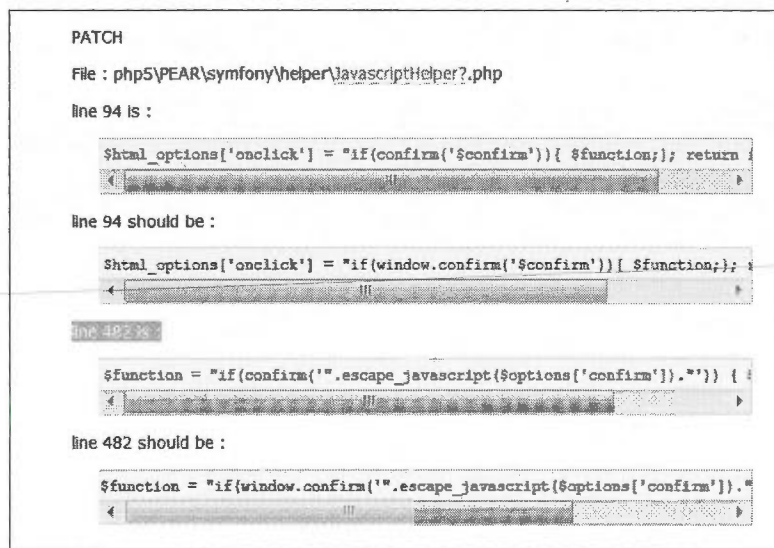 PATCH
File : php5\PEAR\symfony\helper\JavascriptHelper?.php
line 94 is :
$html_options['onclick'] = "if(confirm('$confirm')){ $function;}; return
line 94 should be :
$html_options['onclick'] = "if(window.confirm('$confirm')){ $function;};
line 482 is :
$function = "if(confirm('".escape_javascript($options['confirm'])."')) {
line 482 should be :
$function = "if(window.confirm('".escape_javascript($options['confirm'])."